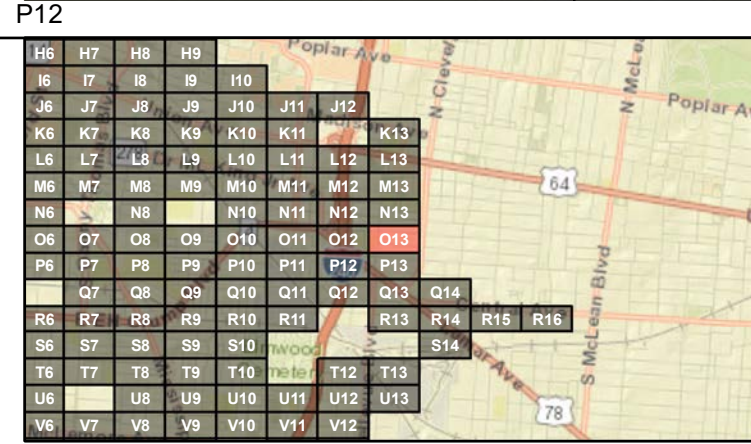 P12
H6 H7 H8 H9 Poplar Ave
I6 I7 I8 I9 I10
N Cleve
N McLe
Poplar A
J6 J7 J8 J9 J10 J11 J12
Madison Av
K6 K7 K8 K9 K10 K11 K13
L6 L7 L8 L9 L10 L11 L12 L13
M6 M7 M8 M9 M10 M11 M12 M13
64
N6 N8 N10 N11 N12 N13
O6 O7 O8 O9 O10 O11 O12 O13
P6 P7 P8 P9 P10 P11 P12 P13
S McLean Blvd
Q7 Q8 Q9 Q10 Q11 Q12 Q13 Q14
R6 R7 R8 R9 R10 R11 R13 R14 R15 R16
S6 S7 S8 S9 S10 S14
T6 T7 T8 T9 T10 T12 T13
U6 U8 U9 U10 U11 U12 U13
78
V6 V7 V8 V9 V10 V11 V12